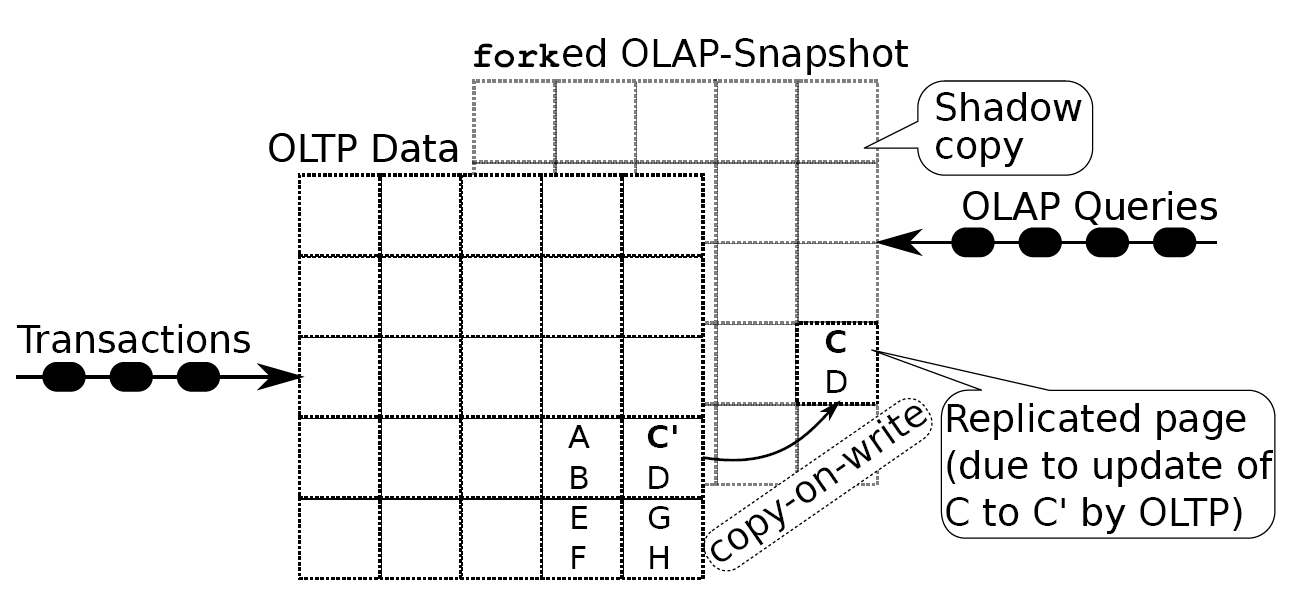 forked OLAP-Snapshot
Shadow
copy
OLTP Data
OLAP Queries
Transactions
C
D
A
B
C'
D
E
F
G
H
copy-on-write
Replicated page
(due to update of
C to C' by OLTP)